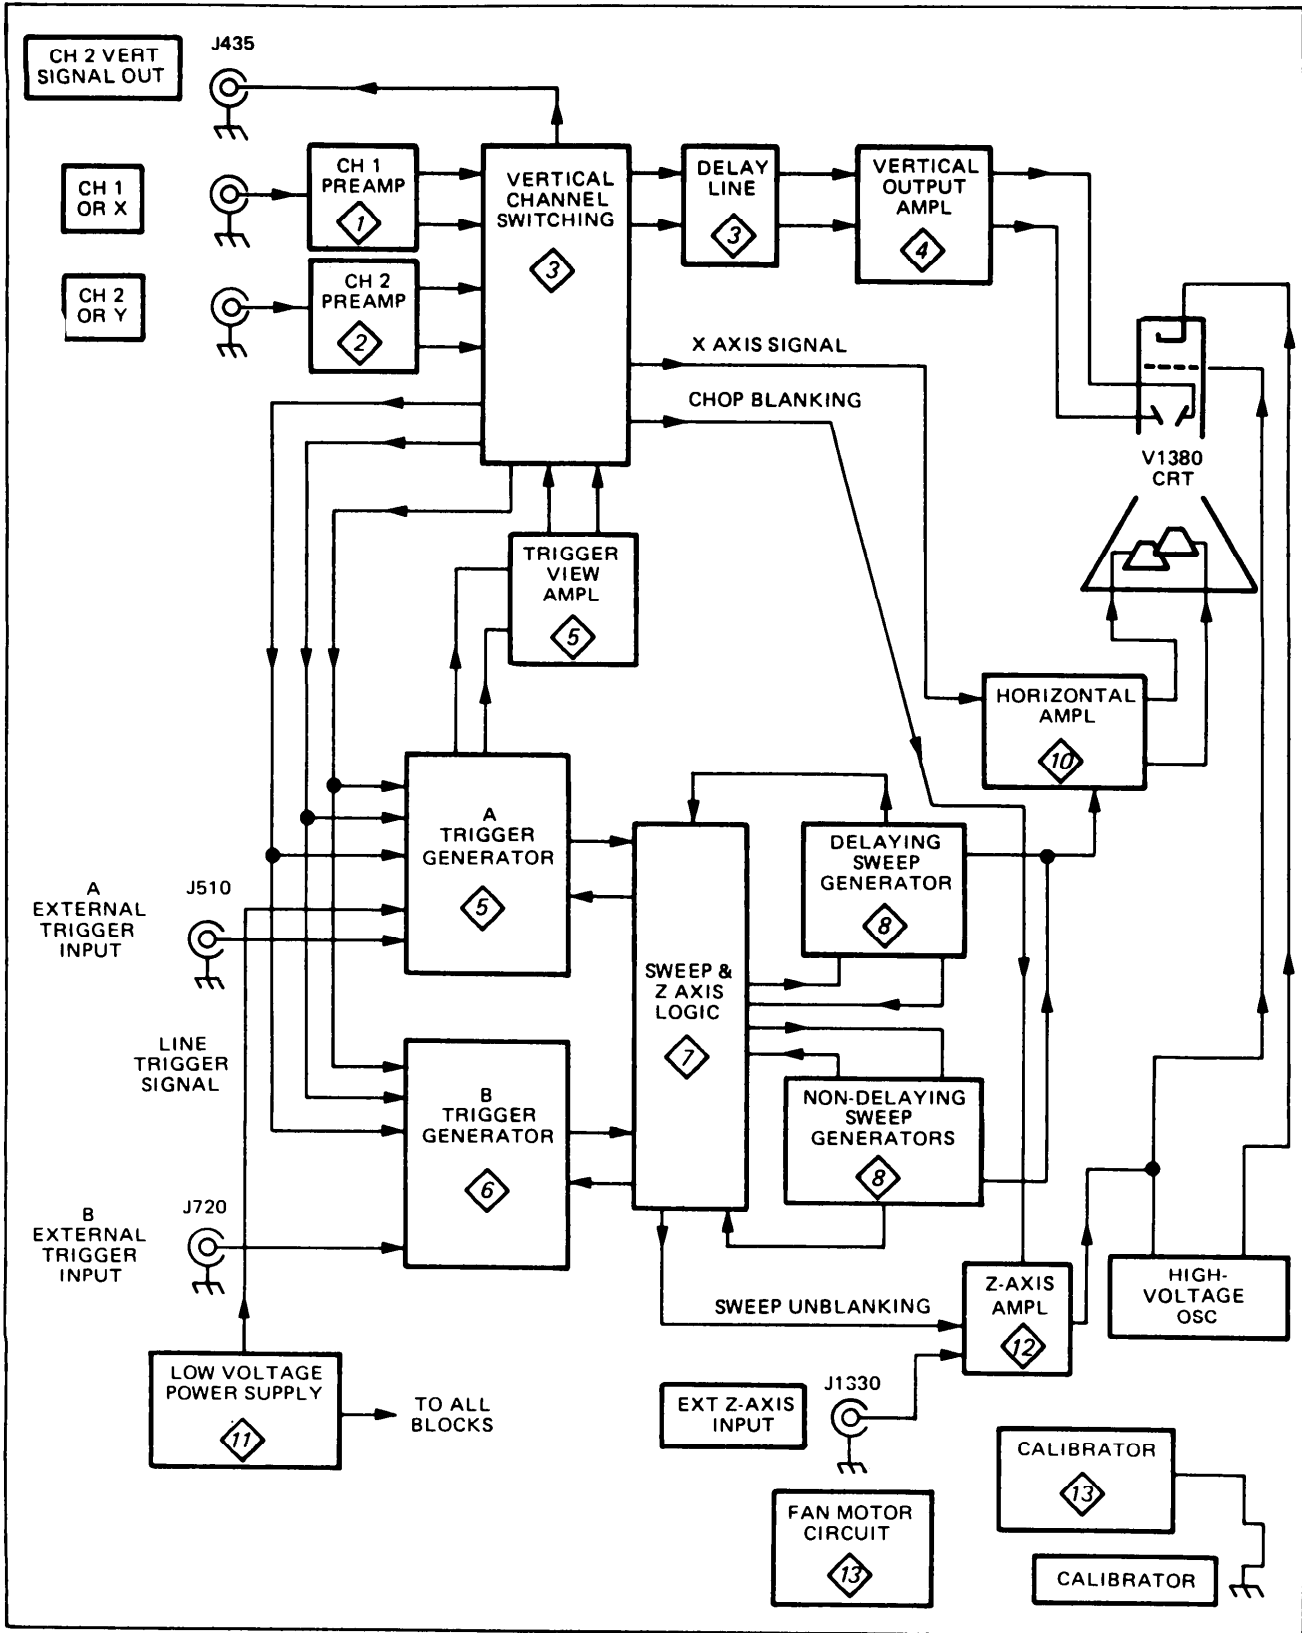 CH 2 VERT
SIGNAL OUT
J435
CH 1
OR X
CH 1
PREAMP
1
CH 2
OR Y
CH 2
PREAMP
2
VERTICAL
CHANNEL
SWITCHING
3
DELAY
LINE
3
VERTICAL
OUTPUT
AMPL
4
X AXIS SIGNAL
CHOP BLANKING
V1380
CRT
TRIGGER
VIEW
AMPL
5
HORIZONTAL
AMPL
10
A
TRIGGER
GENERATOR
5
DELAYING
SWEEP
GENERATOR
8
A
EXTERNAL
TRIGGER
INPUT
J510
SWEEP &
Z AXIS
LOGIC
7
LINE
TRIGGER
SIGNAL
B
TRIGGER
GENERATOR
6
NON-DELAYING
SWEEP
GENERATORS
8
B
EXTERNAL
TRIGGER
INPUT
J720
SWEEP UNBLANKING
Z-AXIS
AMPL
12
HIGH-
VOLTAGE
OSC
LOW VOLTAGE
POWER SUPPLY
11
TO ALL
BLOCKS
EXT Z-AXIS
INPUT
J1330
CALIBRATOR
13
FAN MOTOR
CIRCUIT
13
CALIBRATOR